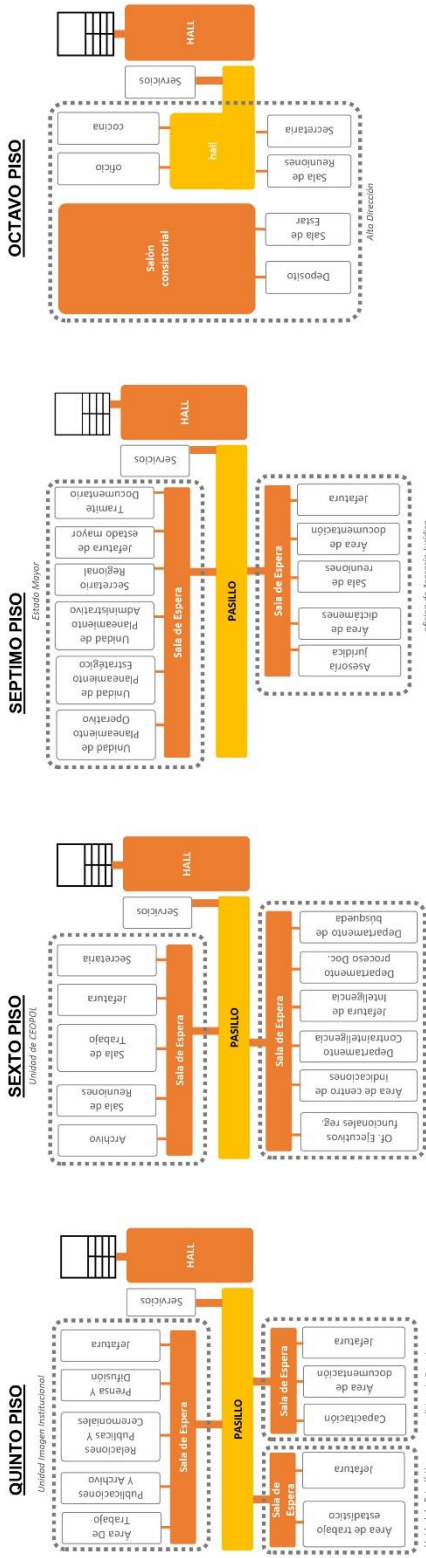 QUINTO PISO
Unidad Imagen Institucional
Area De
Trabajo
Publicaciones
Y Archivo
Relaciones
Publicas Y
Ceremoniales
Prensa Y
Difusión
Jefatura
Sala de Espera
Servicios
HALL
PASILLO
Sala de
Espera
Area de trabajo
estadístico
Jefatura
Sala de Espera
Capacitación
Área de
documentación
Jefatura
SEXTO PISO
Unidad de CEOPOL
Archivo
Sala de
Reuniones
Sala de
Trabajo
Jefatura
Secretaria
Sala de Espera
Servicios
HALL
PASILLO
Sala de Espera
Of. Ejecutivos
funcionales reg.
Area de centro de
indicaciones
Departamento
Contrainteligencia
Jefatura de
Inteligencia
Departamento
proceso Doc.
Departamento de
búsqueda
SEPTIMO PISO
Estado Mayor
Unidad de
Planeamiento
Operativo
Unidad de
Planeamiento
Estratégico
Unidad de
Planeamiento
Administrativo
Secretario
Regional
Jefatura de
estado mayor
Tramite
Documentario
Sala de Espera
Servicios
HALL
PASILLO
Sala de Espera
Asesoría
jurídica
Área de
dictámenes
Sala de
reuniones
Área de
documentación
Jefatura
OCTAVO PISO
Salón
consistorial
oficio
cocina
Servicios
HALL
hall
Deposito
Sala de
Estar
Sala de
Reuniones
Secretaria
Alta Dirección